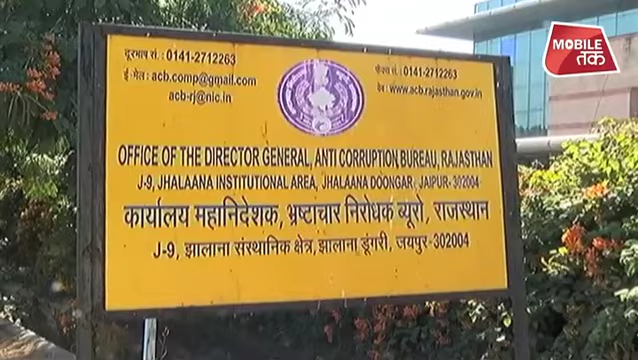 दूरभाष सं.: 0141-2712263
फैक्स सं.: 0141-2712263
ई-मेल: acb.comp@gmail.com
वेब: www.acb.rajasthan.gov.in
acb-rj@nic.in
OFFICE OF THE DIRECTOR GENERAL, ANTI CORRUPTION BUREAU, RAJASTHAN
J-9, JHALAANA INSTITUTIONAL AREA, JHALAANA DOONGAR, JAIPUR-302004
कार्यालय महानिदेशक, भ्रष्टाचार निरोधक ब्यूरो, राजस्थान
J-9, झालाना संस्थानिक क्षेत्र, झालाना डूंगरी, जयपुर-302004
MOBILE
तक